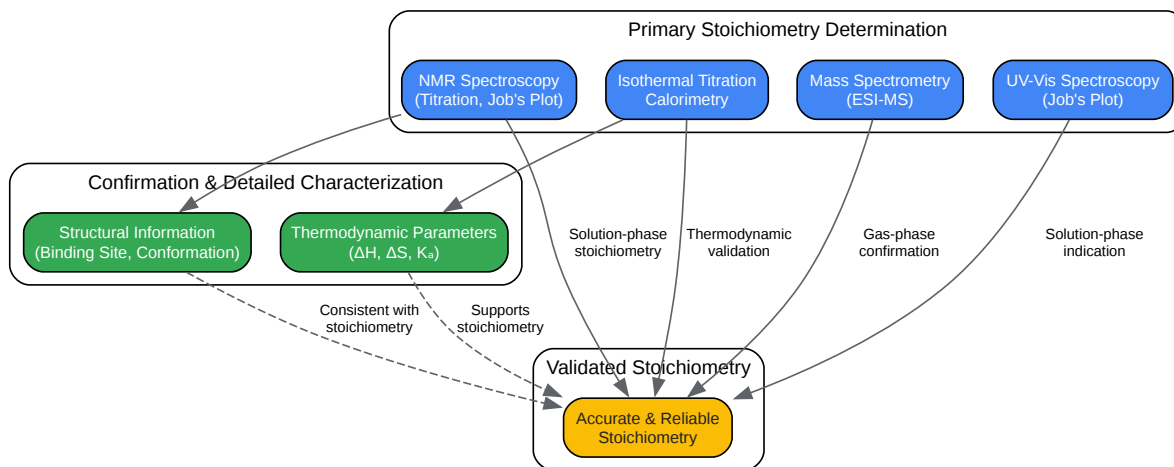 Primary Stoichiometry Determination
NMR Spectroscopy
(Titration, Job's Plot)
Isothermal Titration
Calorimetry
Mass Spectrometry
(ESI-MS)
UV-Vis Spectroscopy
(Job's Plot)
Confirmation & Detailed Characterization
Structural Information
(Binding Site, Conformation)
Thermodynamic Parameters
(ΔH, ΔS, Kₐ)
Solution-phase
stoichiometry
Thermodynamic
validation
Gas-phase
confirmation
Solution-phase
indication
Consistent with
stoichiometry
Supports
stoichiometry
Validated Stoichiometry
Accurate & Reliable
Stoichiometry